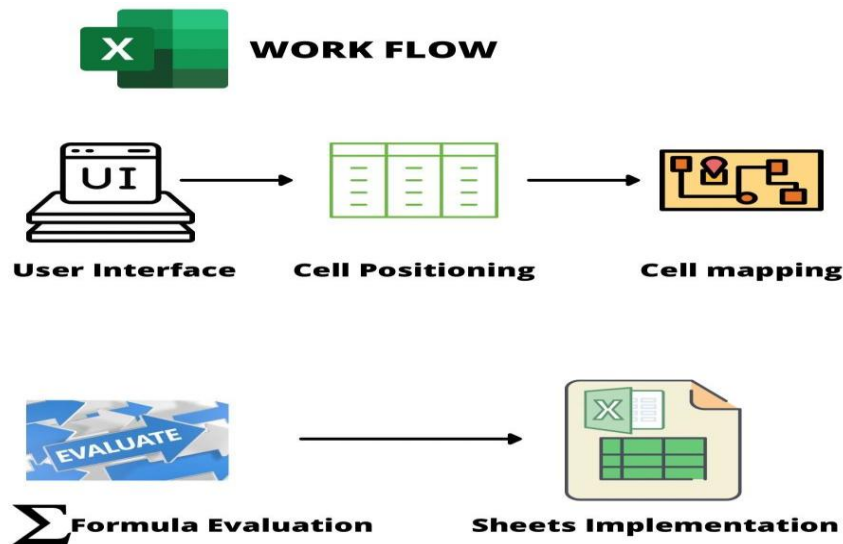 X WORK FLOW
UI
User Interface Cell Positioning Cell mapping
EVALUATE
X
Σ Formula Evaluation Sheets Implementation